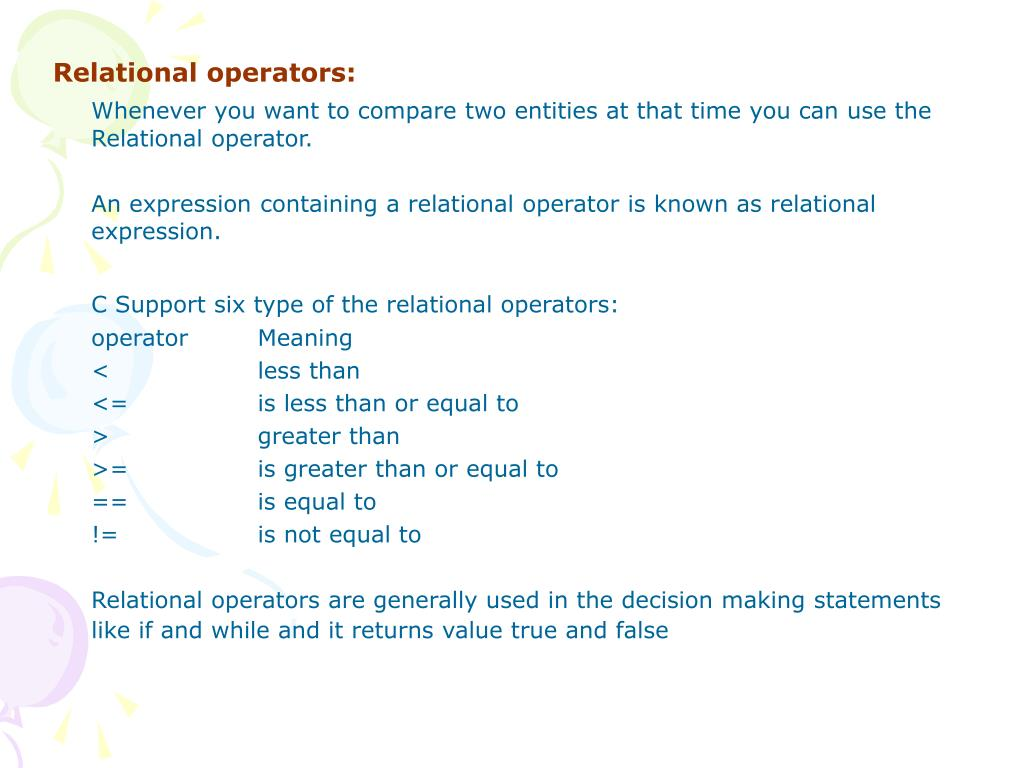 Relational operators:
Whenever you want to compare two entities at that time you can use the
Relational operator.
An expression containing a relational operator is known as relational
expression.
C Support six type of the relational operators:
operator Meaning
< less than
<= is less than or equal to
> greater than
>= is greater than or equal to
== is equal to
!= is not equal to
Relational operators are generally used in the decision making statements
like if and while and it returns value true and false